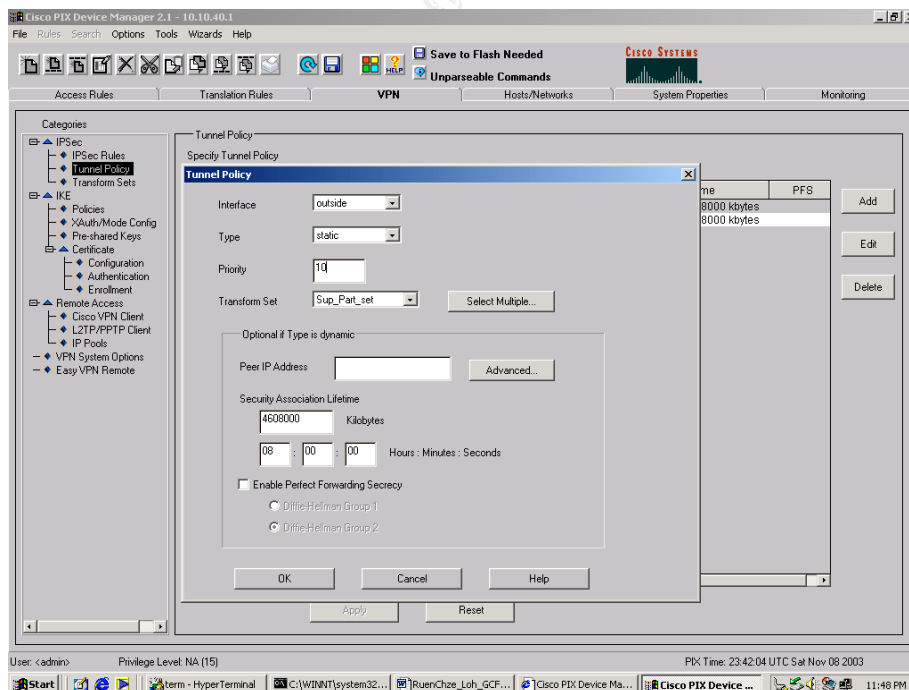 Cisco PIX Device Manager 2.1 - 10.10.40.1
File Rules Search Options Tools Wizards Help
Save to Flash Needed
Unparseable Commands
HELP
CISCO SYSTEMS
Access Rules Translation Rules VPN Hosts/Networks System Properties Monitoring
Categories
IPSec
IPSec Rules
Tunnel Policy
Transform Sets
IKE
Policies
XAuth/Mode Config
Pre-shared Keys
Certificate
Configuration
Authentication
Enrollment
Remote Access
Cisco VPN Client
L2TP/PPTP Client
IP Pools
VPN System Options
Easy VPN Remote
Tunnel Policy
Specify Tunnel Policy
Tunnel Policy
Interface outside
Type static
Priority 10
Transform Set Sup_Part_set Select Multiple...
Optional if Type is dynamic
Peer IP Address Advanced...
Security Association Lifetime
4608000 Kilobytes
08 : 00 : 00 Hours : Minutes : Seconds
Enable Perfect Forwarding Secrecy
Diffie-Hellman Group 1
Diffie-Hellman Group 2
OK Cancel Help
me PFS
8000 kbytes
8000 kbytes
Add
Edit
Delete
Apply Reset
User: <admin> Privilege Level: NA (15) PIX Time: 23:42:04 UTC Sat Nov 08 2003
Start term - HyperTerminal C:\WINNT\system32... RuenChze_Loh_GCF... Cisco PIX Device Ma... Cisco PIX Device ... 11:48 PM